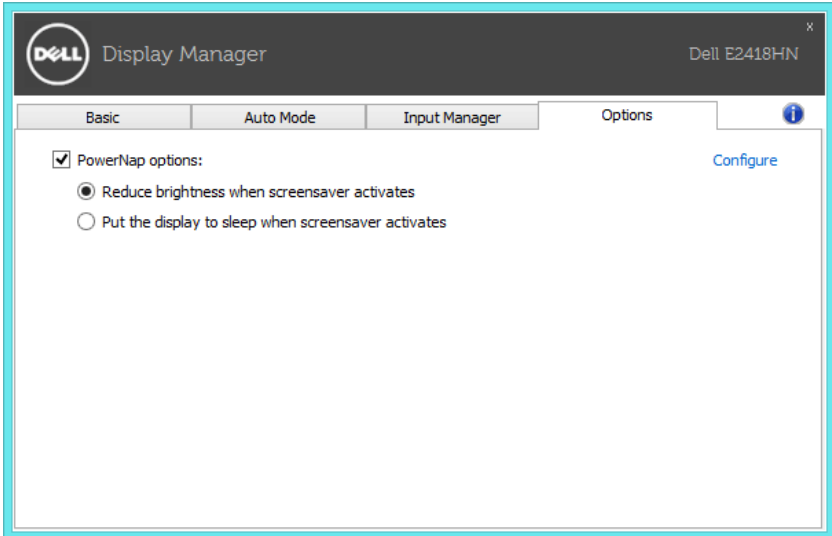 x
DELL Display Manager Dell E2418HN
Basic Auto Mode Input Manager Options i
PowerNap options: Configure
Reduce brightness when screensaver activates
Put the display to sleep when screensaver activates